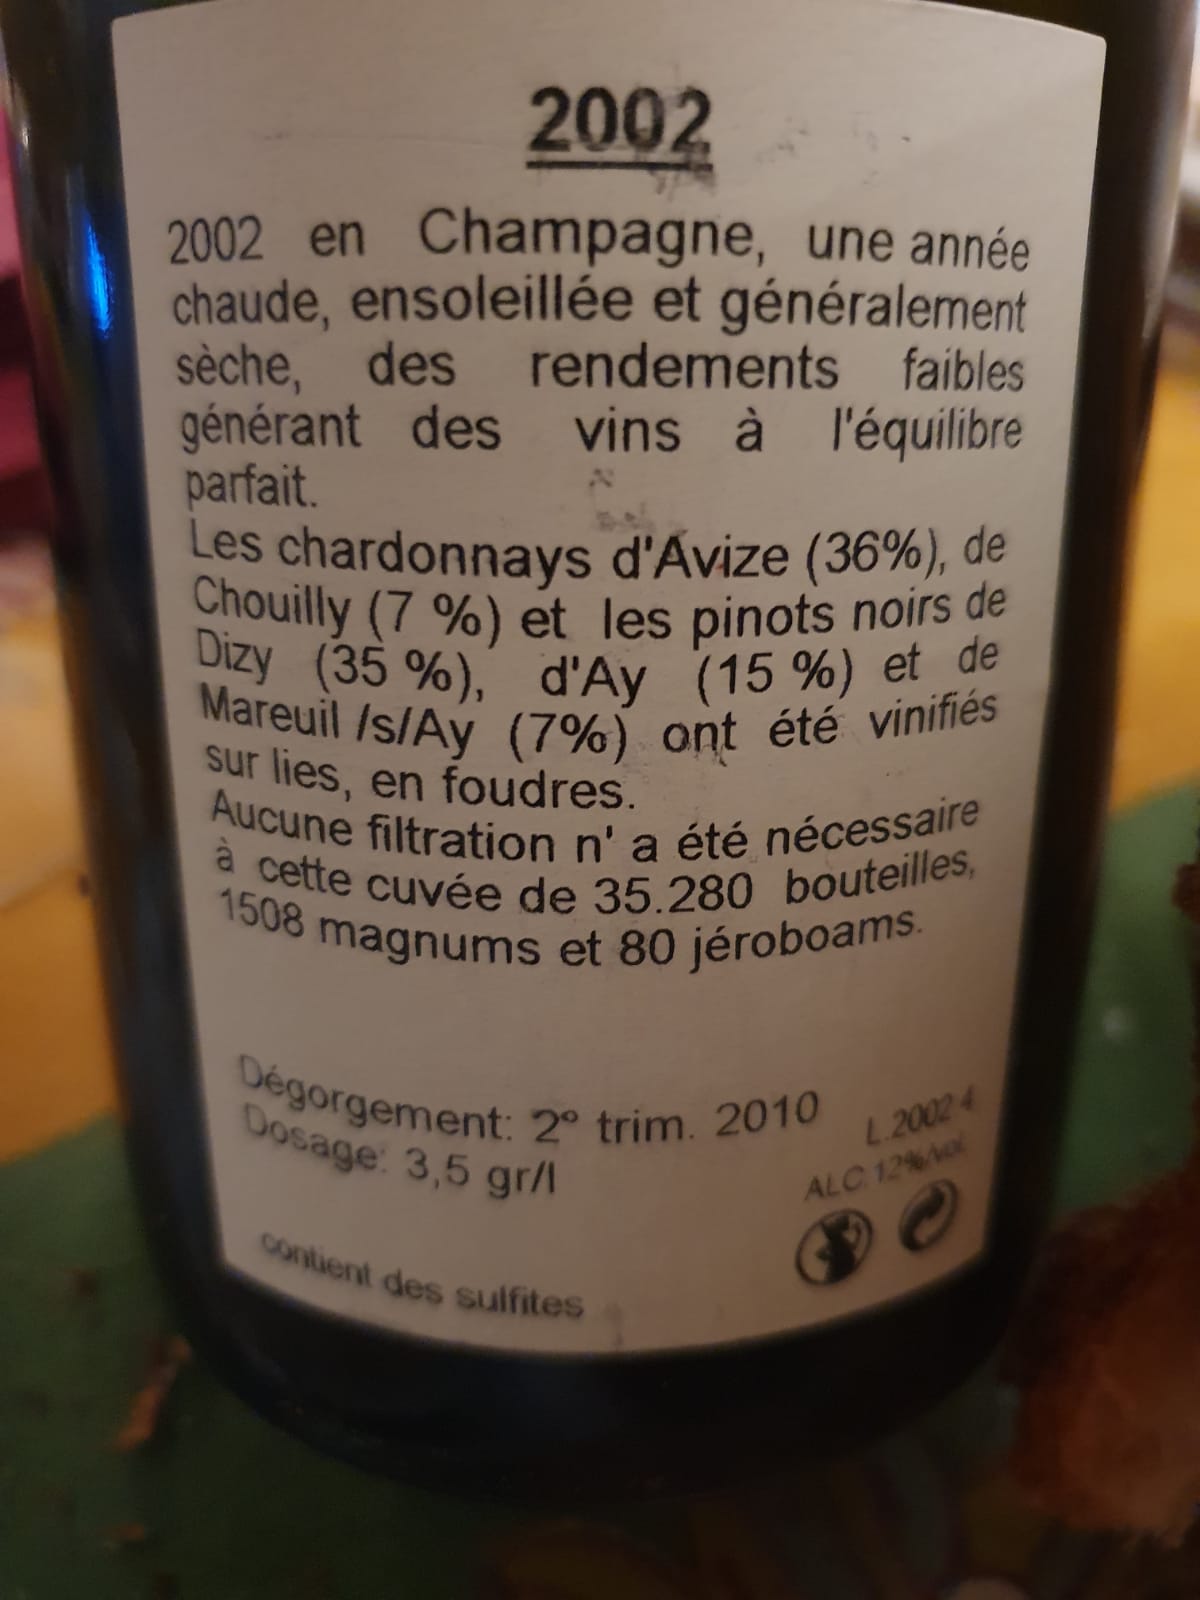 2002
2002 en Champagne, une année
chaude, ensoleillée et généralement
sèche, des rendements faibles
générant des vins à l'équilibre
parfait.
Les chardonnays d'Avize (36%), de
Chouilly (7 %) et les pinots noirs de
Dizy (35 %), d'Ay (15 %) et de
Mareuil /s/Ay (7%) ont été vinifiés
sur lies, en foudres.
Aucune filtration n' a été nécessaire
à cette cuvée de 35.280 bouteilles,
1508 magnums et 80 jéroboams.
Dégorgement: 2° trim. 2010
Dosage: 3,5 gr/l
L.2002 4
ALC. 12%/vol
contient des sulfites